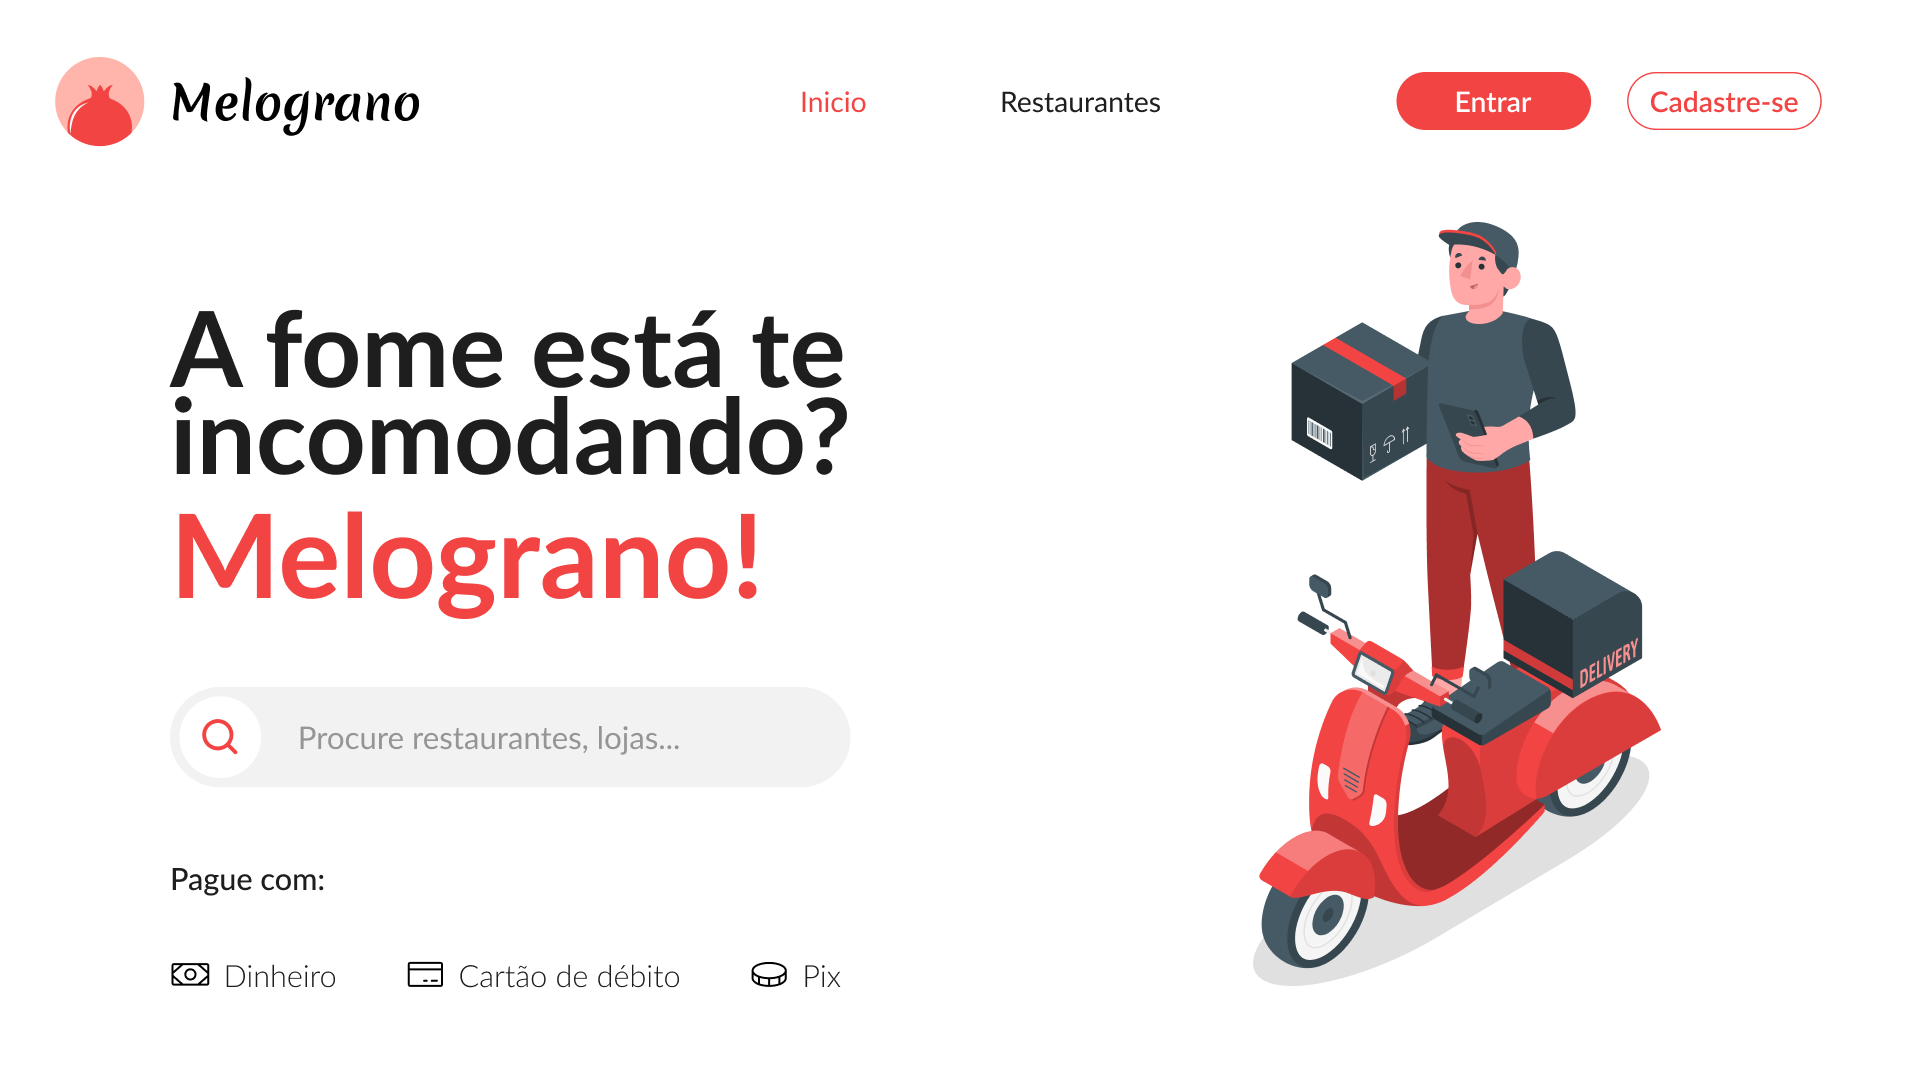 Melograno
Inicio
Restaurantes
Entrar
Cadastre-se
A fome está te
incomodando?
Melograno!
Procure restaurantes, lojas...
Pague com:
Dinheiro
Cartão de débito
Pix
DELIVERY